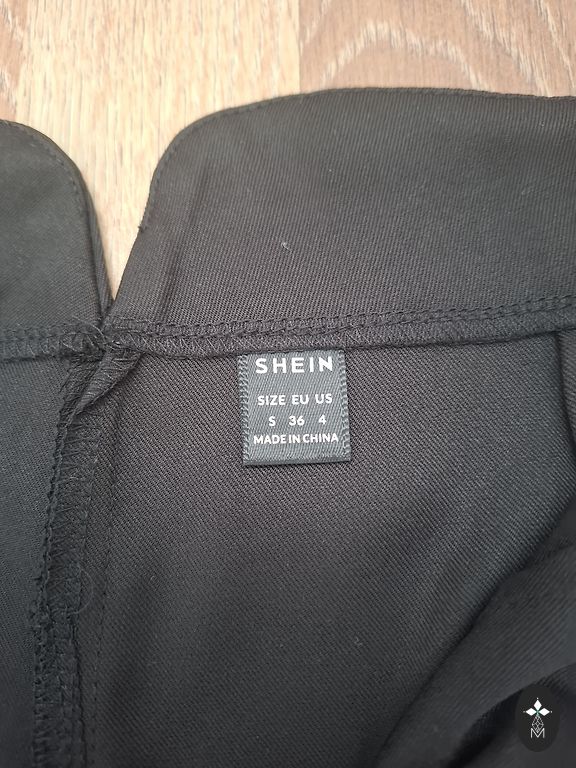 SHEIN
SIZE EU US
S 36 4
MADE IN CHINA
M